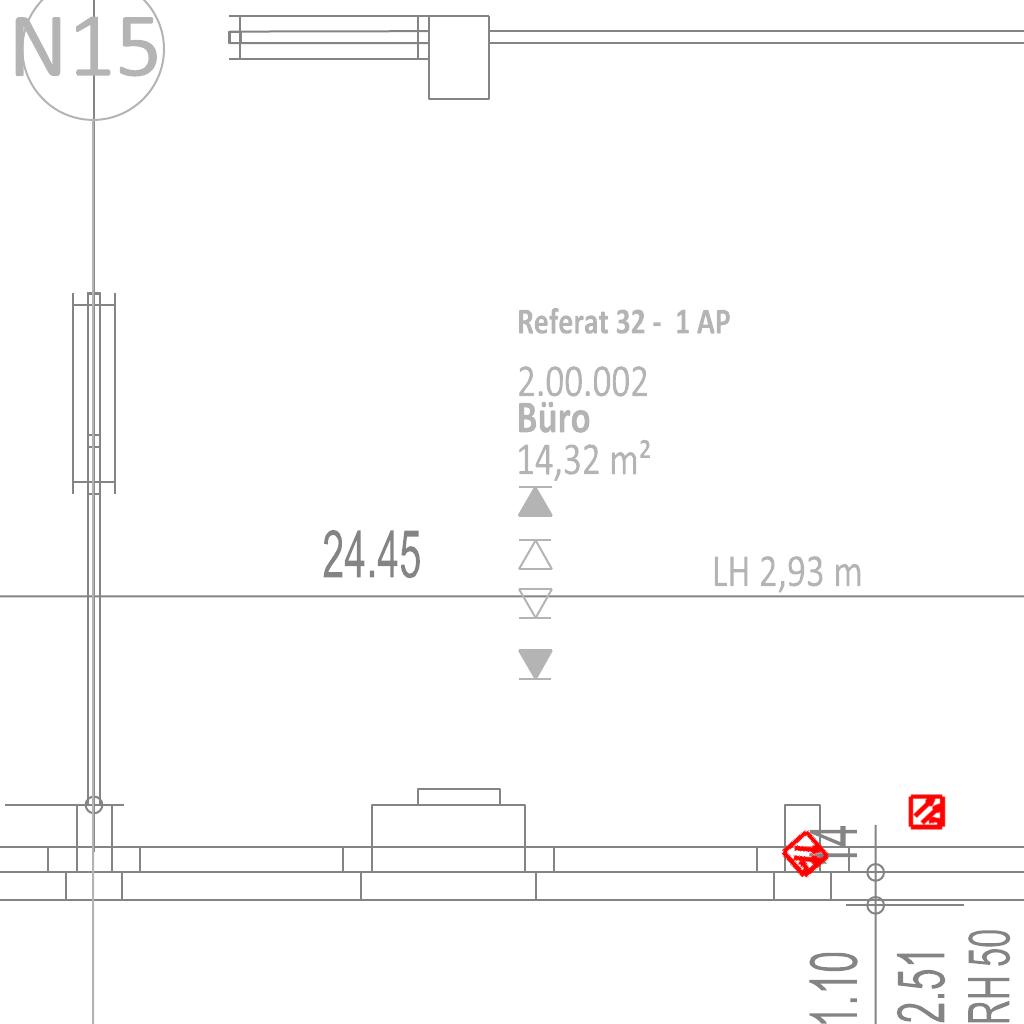 N15
Referat 32 - 1 AP
2.00.002
Büro
14,32 m²
24.45
LH 2,93 m
14
1.10
2.51
RH 50